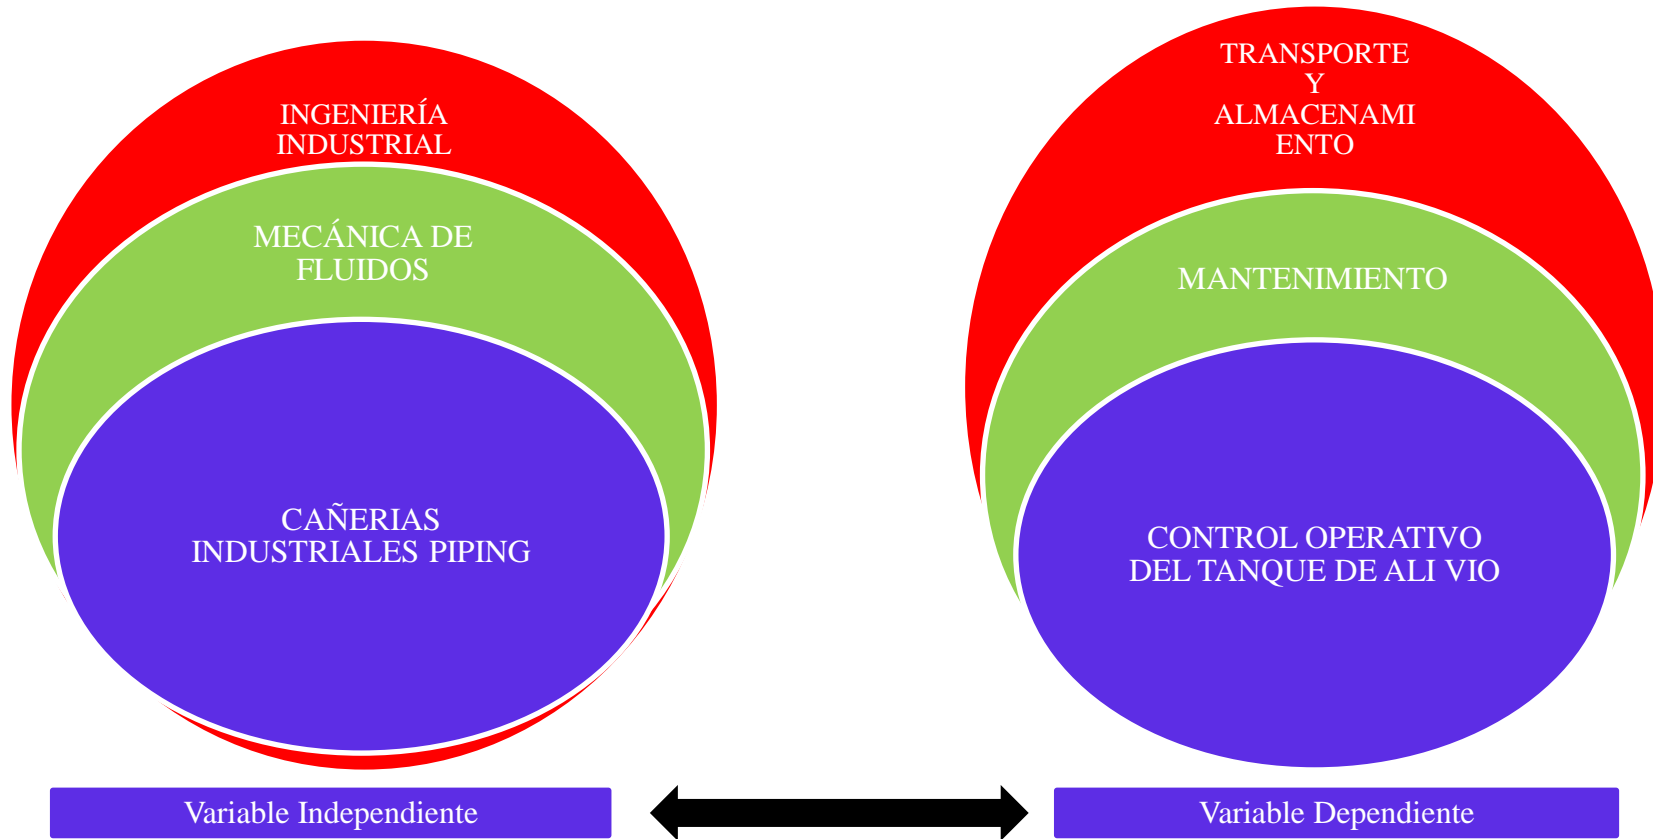 INGENIERÍA
INDUSTRIAL
MECÁNICA DE
FLUIDOS
CAÑERIAS
INDUSTRIALES PIPING
Variable Independiente
TRANSPORTE
Y
ALMACENAMI
ENTO
MANTENIMIENTO
CONTROL OPERATIVO
DEL TANQUE DE ALI VIO
Variable Dependiente